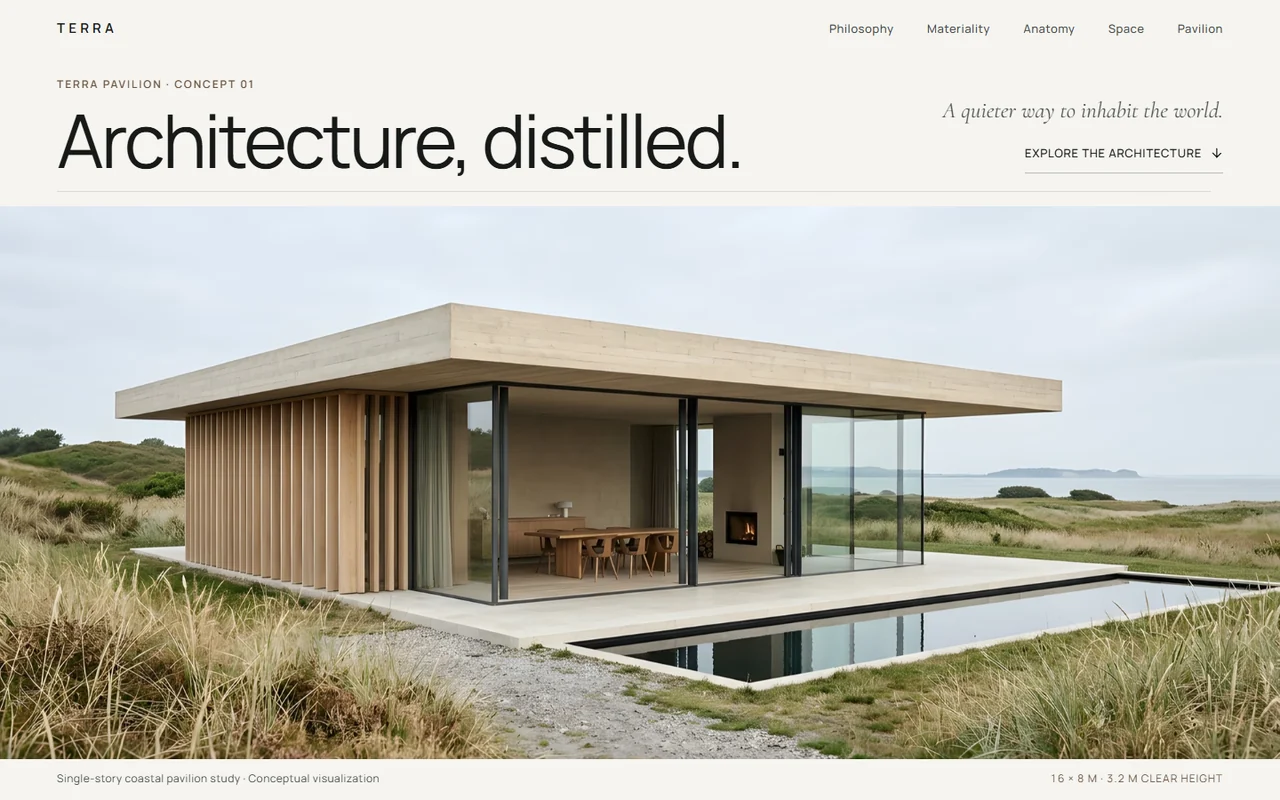 TERRA
Philosophy Materiality Anatomy Space Pavilion
TERRA PAVILION · CONCEPT 01
Architecture, distilled.
A quieter way to inhabit the world.
EXPLORE THE ARCHITECTURE ↓
Single-story coastal pavilion study · Conceptual visualization
16 × 8 M · 3.2 M CLEAR HEIGHT